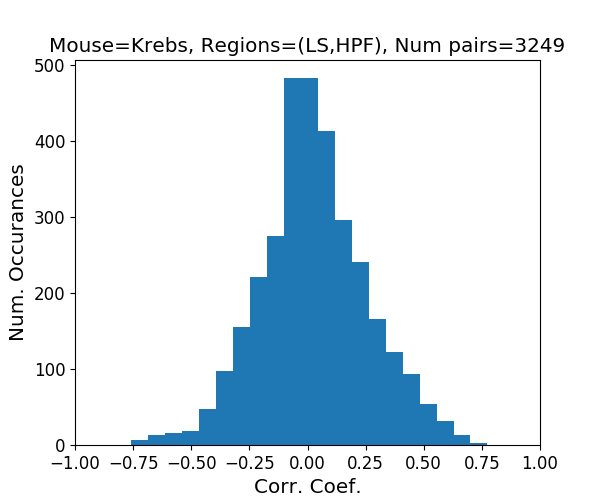 Mouse=Krebs, Regions=(LS,HPF), Num pairs=3249
500
400
300
200
100
0
Num. Occurances
−1.00 −0.75 −0.50 −0.25 0.00 0.25 0.50 0.75 1.00
Corr. Coef.